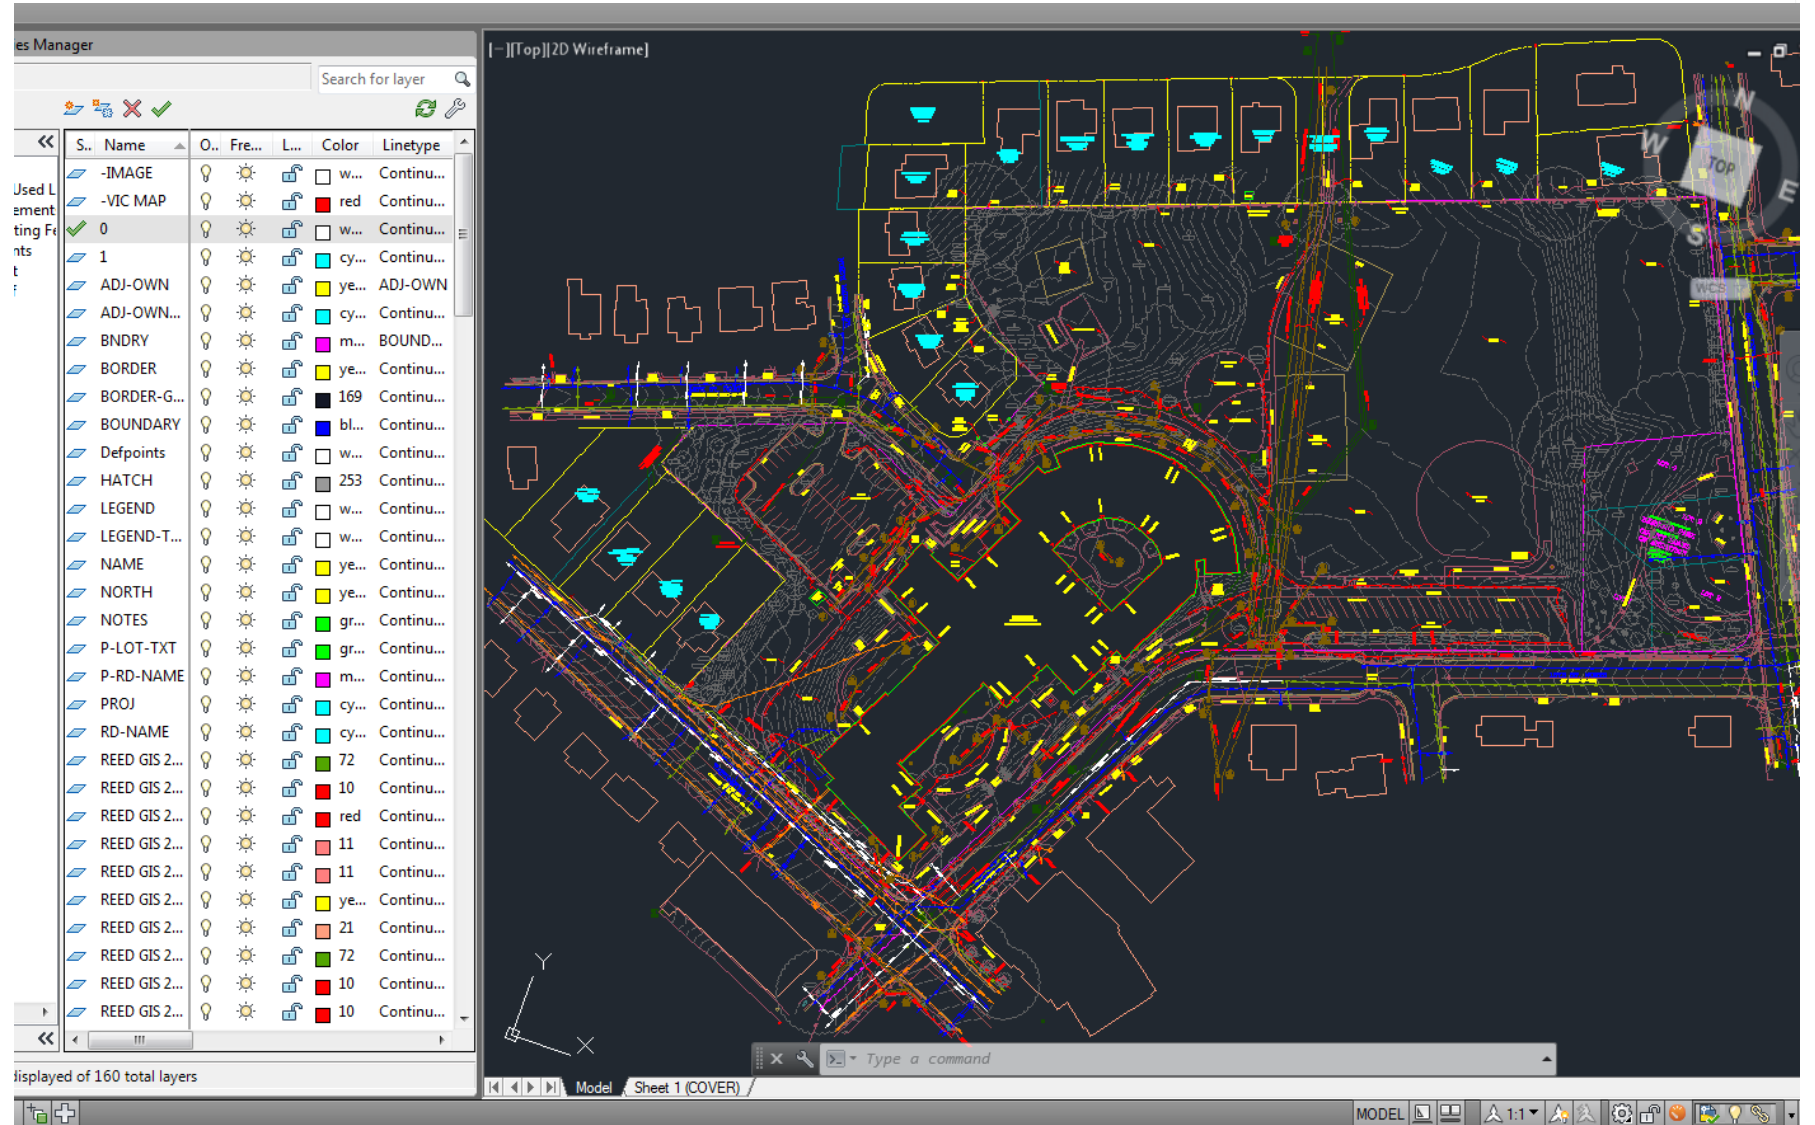 ies Manager
Search for layer
S.. Name O.. Fre... L... Color Linetype
-IMAGE w... Continu...
-VIC MAP red Continu...
0 w... Continu...
1 cy... Continu...
ADJ-OWN ye... ADJ-OWN
ADJ-OWN... cy... Continu...
BNDRY m... BOUND...
BORDER ye... Continu...
BORDER-G... 169 Continu...
BOUNDARY bl... Continu...
Defpoints w... Continu...
HATCH 253 Continu...
LEGEND w... Continu...
LEGEND-T... w... Continu...
NAME ye... Continu...
NORTH ye... Continu...
NOTES gr... Continu...
P-LOT-TXT gr... Continu...
P-RD-NAME m... Continu...
PROJ cy... Continu...
RD-NAME cy... Continu...
REED GIS 2... 72 Continu...
REED GIS 2... 10 Continu...
REED GIS 2... red Continu...
REED GIS 2... 11 Continu...
REED GIS 2... 11 Continu...
REED GIS 2... ye... Continu...
REED GIS 2... 21 Continu...
REED GIS 2... 72 Continu...
REED GIS 2... 10 Continu...
REED GIS 2... 10 Continu...
Used L
ement
ting Fe
nts
t
f
displayed of 160 total layers
[−][Top][2D Wireframe]
N
W
TOP
E
S
WCS
Y
X
Type a command
Model Sheet 1 (COVER)
MODEL 1:1